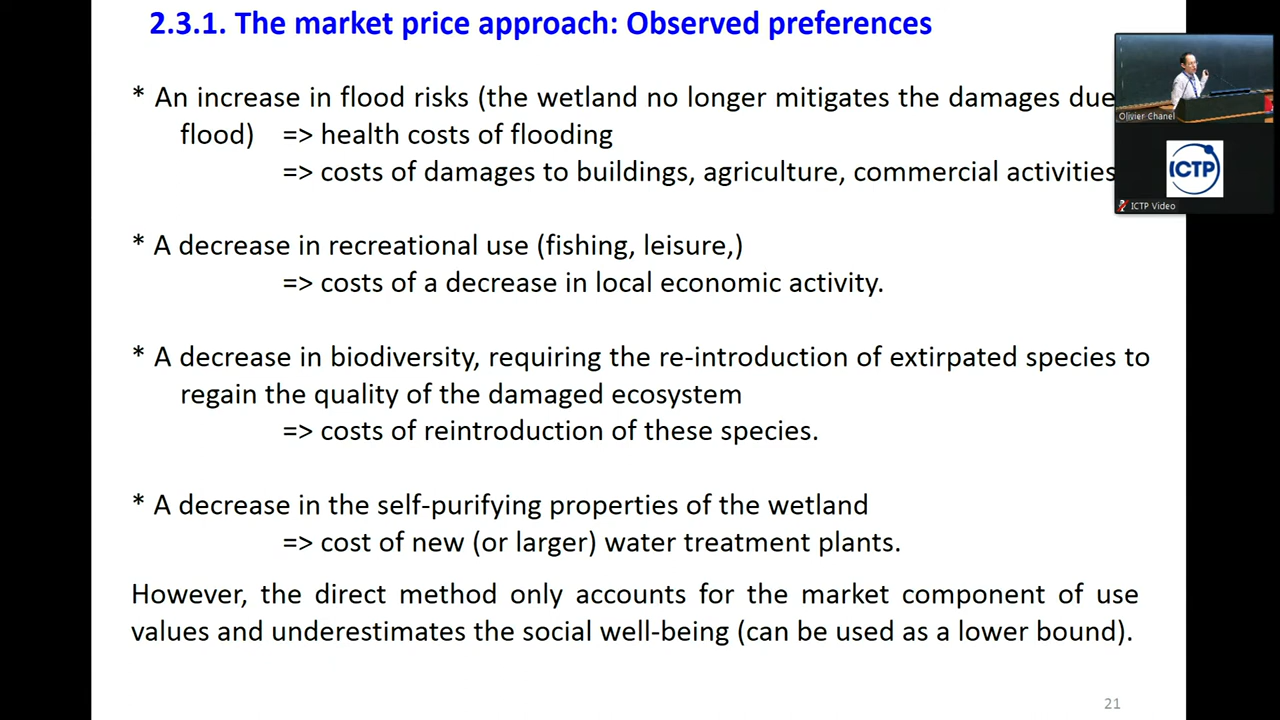 2.3.1. The market price approach: Observed preferences
* An increase in flood risks (the wetland no longer mitigates the damages due
flood) => health costs of flooding
=> costs of damages to buildings, agriculture, commercial activities
* A decrease in recreational use (fishing, leisure,)
=> costs of a decrease in local economic activity.
* A decrease in biodiversity, requiring the re-introduction of extirpated species to
regain the quality of the damaged ecosystem
=> costs of reintroduction of these species.
* A decrease in the self-purifying properties of the wetland
=> cost of new (or larger) water treatment plants.
However, the direct method only accounts for the market component of use
values and underestimates the social well-being (can be used as a lower bound).
21
Olivier Chanel
ICTP
ICTP Video